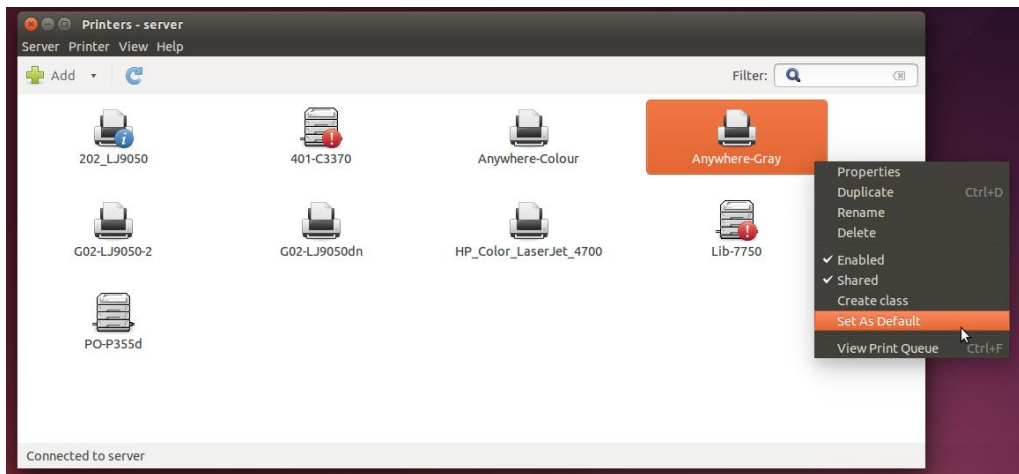 Printers - server
Server Printer View Help
Add
Filter:
202_LJ9050
401-C3370
Anywhere-Colour
Anywhere-Gray
G02-LJ9050-2
G02-LJ9050dn
HP_Color_LaserJet_4700
Lib-7750
PO-P355d
Properties
Duplicate Ctrl+D
Rename
Delete
Enabled
Shared
Create class
Set As Default
View Print Queue Ctrl+F
Connected to server